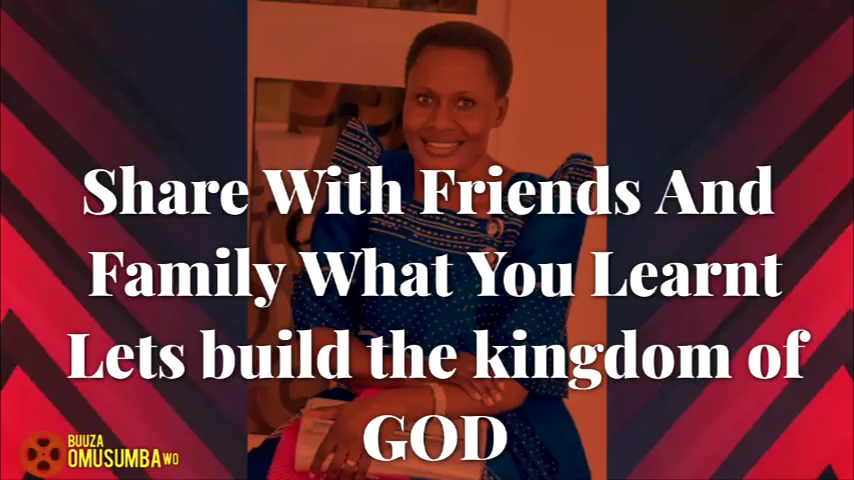 Share With Friends And
Family What You Learnt
Lets build the kingdom of
GOD
BUUZA
OMUSUMBA WO